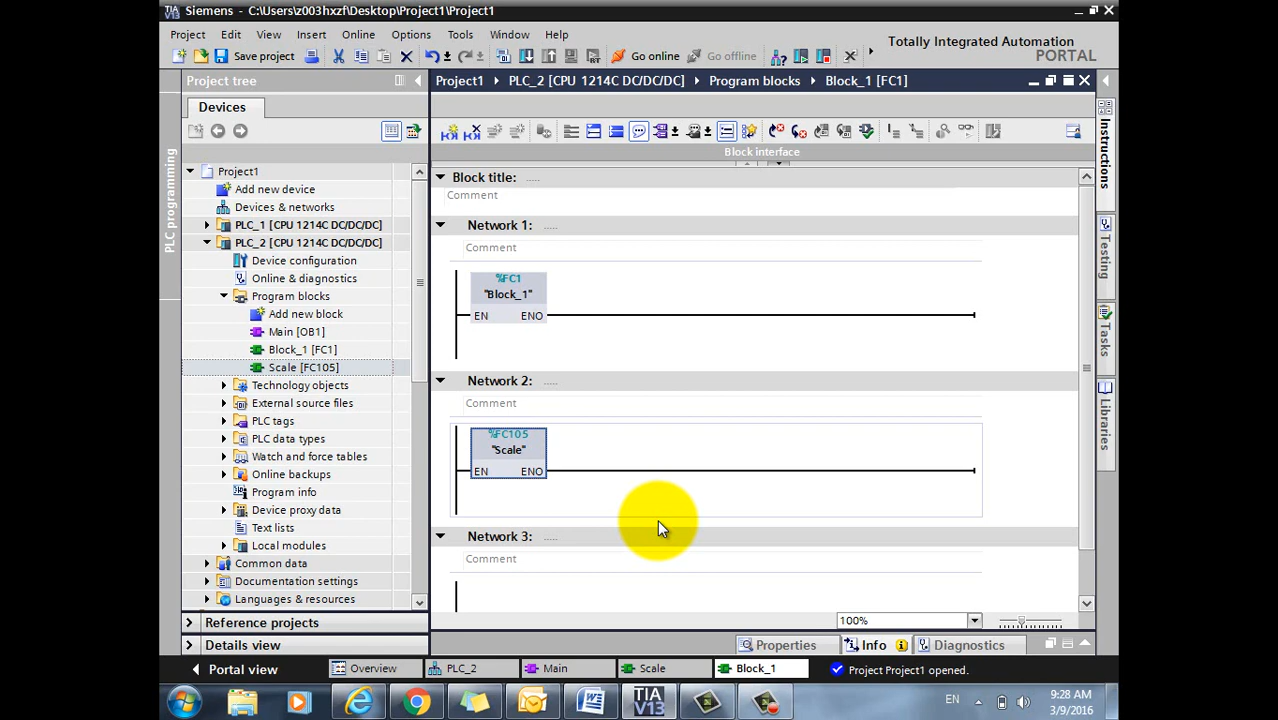 TIA V13 Siemens - C:\Users\z003hxzf\Desktop\Project1\Project1
Project Edit View Insert Online Options Tools Window Help
Totally Integrated Automation
PORTAL
Save project Go online Go offline
Project tree
Project1 PLC_2 [CPU 1214C DC/DC/DC] Program blocks Block_1 [FC1]
Devices
PLC programming
Project1
Add new device
Devices & networks
PLC_1 [CPU 1214C DC/DC/DC]
PLC_2 [CPU 1214C DC/DC/DC]
Device configuration
Online & diagnostics
Program blocks
Add new block
Main [OB1]
Block_1 [FC1]
Scale [FC105]
Technology objects
External source files
PLC tags
PLC data types
Watch and force tables
Online backups
Program info
Device proxy data
Text lists
Local modules
Common data
Documentation settings
Languages & resources
Reference projects
Details view
Block interface
Block title: .....
Comment
Network 1: .....
Comment
%FC1
"Block_1"
EN ENO
Network 2: .....
Comment
%FC105
"Scale"
EN ENO
Network 3: .....
Comment
100%
Instructions
Testing
Tasks
Libraries
Properties Info Diagnostics
Portal view Overview PLC_2 Main Scale Block_1 Project Project1 opened.
TIA V13
EN
9:28 AM
3/9/2016